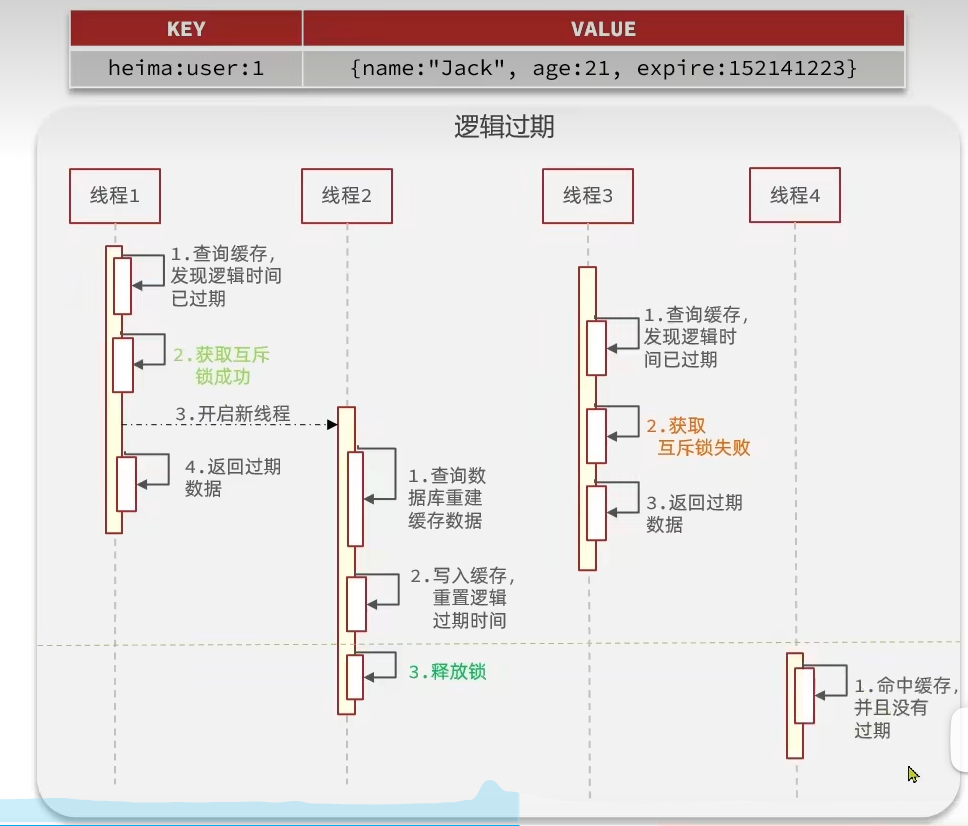 KEY VALUE
heima:user:1 {name:"Jack", age:21, expire:152141223}
逻辑过期
线程1 线程2 线程3 线程4
1.查询缓存,
发现逻辑时间
已过期
2.获取互斥
锁成功
3.开启新线程
4.返回过期
数据
1.查询数
据库重建
缓存数据
2.写入缓存,
重置逻辑
过期时间
3.释放锁
1.查询缓存,
发现逻辑时
间已过期
2.获取
互斥锁失败
3.返回过期
数据
1.命中缓存,
并且没有
过期